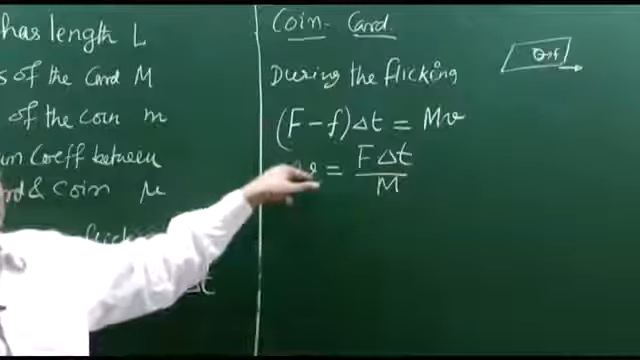 has length L
s of the Card M
of the coin m
Coeff between
rd & Coin μ
Δt
Coin - Card.
During the flicking
(F - f) Δt = Mv
v = FΔt / M
f